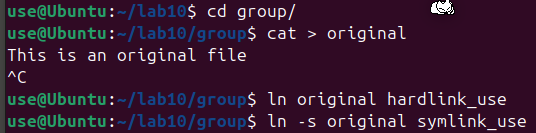 use@Ubuntu:~/lab10$ cd group/
use@Ubuntu:~/lab10/group$ cat > original
This is an original file
^C
use@Ubuntu:~/lab10/group$ ln original hardlink_use
use@Ubuntu:~/lab10/group$ ln -s original symlink_use